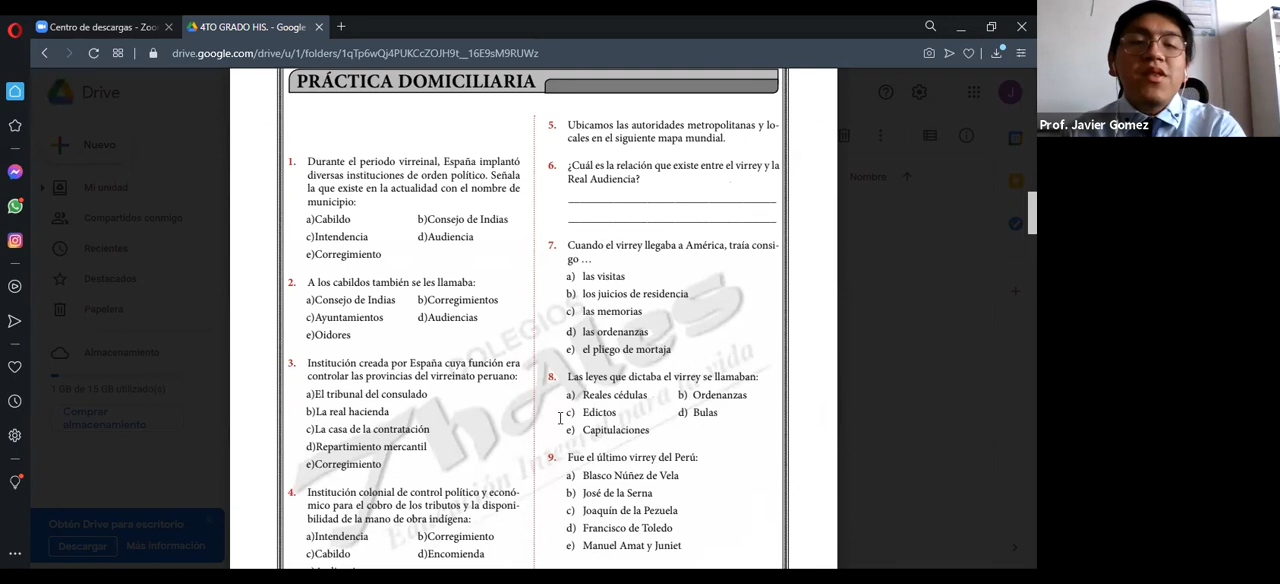 Centro de descargas - Zoo
4TO GRADO HIS. - Google
drive.google.com/drive/u/1/folders/1qTp6wQj4PUKCcZOJH9t__16E9sM9RUWz
Prof. Javier Gomez
Drive
Nuevo
Mi unidad
Compartidos conmigo
Recientes
Destacados
Papelera
Almacenamiento
1 GB de 15 GB utilizado(s)
Comprar
almacenamiento
Obtén Drive para escritorio
Descargar
Más información
Nombre
J
PRÁCTICA DOMICILIARIA
1. Durante el periodo virreinal, España implantó
diversas instituciones de orden político. Señala
la que existe en la actualidad con el nombre de
municipio:
a)Cabildo b)Consejo de Indias
c)Intendencia d)Audiencia
e)Corregimiento
2. A los cabildos también se les llamaba:
a)Consejo de Indias b)Corregimientos
c)Ayuntamientos d)Audiencias
e)Oidores
3. Institución creada por España cuya función era
controlar las provincias del virreinato peruano:
a)El tribunal del consulado
b)La real hacienda
c)La casa de la contratación
d)Repartimiento mercantil
e)Corregimiento
4. Institución colonial de control político y econó-
mico para el cobro de los tributos y la disponi-
bilidad de la mano de obra indígena:
a)Intendencia b)Corregimiento
c)Cabildo d)Encomienda
5. Ubicamos las autoridades metropolitanas y lo-
cales en el siguiente mapa mundial.
6. ¿Cuál es la relación que existe entre el virrey y la
Real Audiencia?
7. Cuando el virrey llegaba a América, traía consi-
go …
a) las visitas
b) los juicios de residencia
c) las memorias
d) las ordenanzas
e) el pliego de mortaja
8. Las leyes que dictaba el virrey se llamaban:
a) Reales cédulas b) Ordenanzas
c) Edictos d) Bulas
e) Capitulaciones
9. Fue el último virrey del Perú:
a) Blasco Núñez de Vela
b) José de la Serna
c) Joaquín de la Pezuela
d) Francisco de Toledo
e) Manuel Amat y Juniet
COLEGIOS
Thales